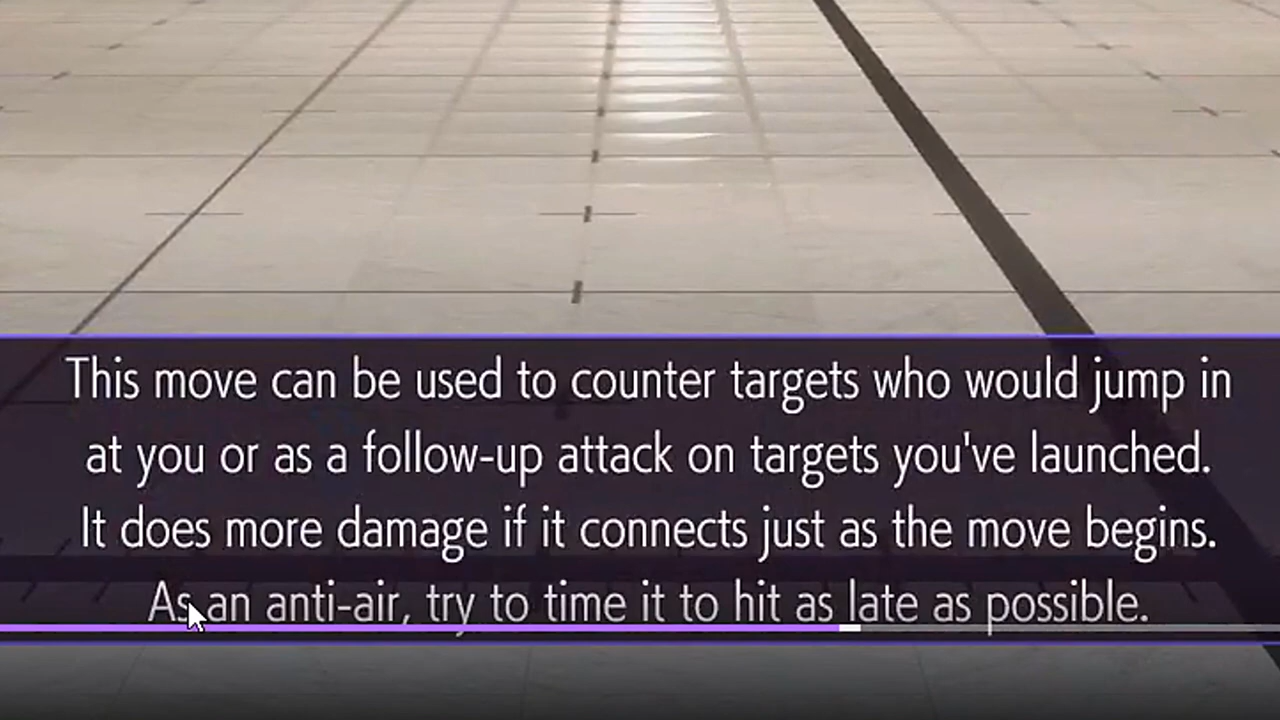 This move can be used to counter targets who would jump in
at you or as a follow-up attack on targets you've launched.
It does more damage if it connects just as the move begins.
As an anti-air, try to time it to hit as late as possible.